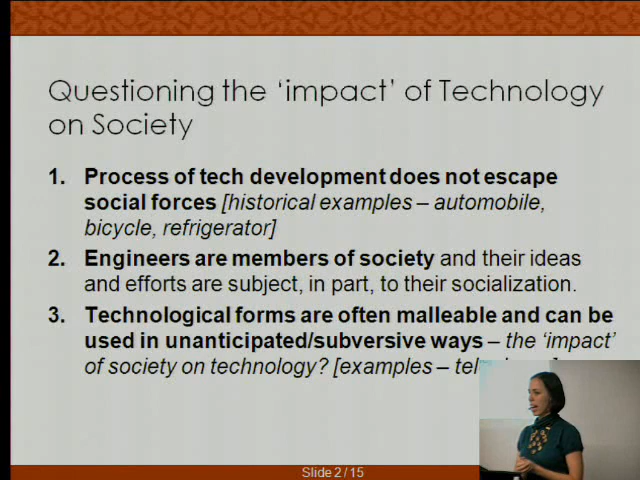 Questioning the ‘impact’ of Technology
on Society
1. Process of tech development does not escape
social forces [historical examples – automobile,
bicycle, refrigerator]
2. Engineers are members of society and their ideas
and efforts are subject, in part, to their socialization.
3. Technological forms are often malleable and can be
used in unanticipated/subversive ways – the ‘impact’
of society on technology? [examples –
Slide 2 / 15